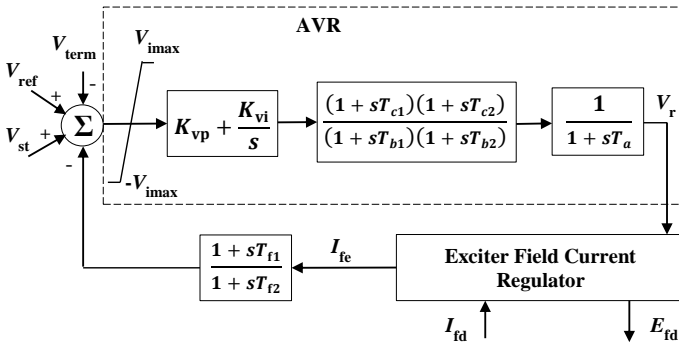 AVR
V_term
V_imax
V_ref
+
-
V_r
+
Σ
K_vp + K_vi/s
(1 + sT_c1)(1 + sT_c2)/(1 + sT_b1)(1 + sT_b2)
1/(1 + sT_a)
V_st
-
-V_imax
1 + sT_f1/1 + sT_f2
I_fe
Exciter Field Current
Regulator
I_fd
E_fd